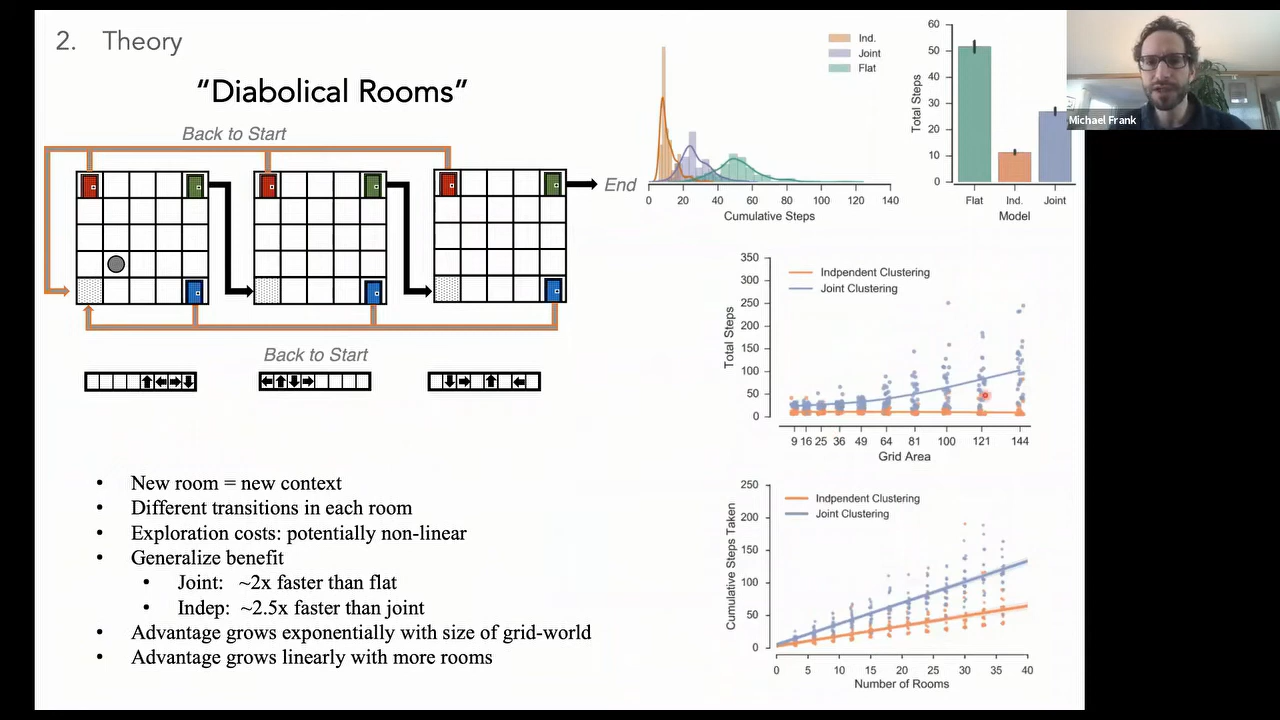 2. Theory
"Diabolical Rooms"
Back to Start
End
Back to Start
New room = new context
Different transitions in each room
Exploration costs: potentially non-linear
Generalize benefit
Joint: ~2x faster than flat
Indep: ~2.5x faster than joint
Advantage grows exponentially with size of grid-world
Advantage grows linearly with more rooms
Ind.
Joint
Flat
0 20 40 60 80 100 120 140
Cumulative Steps
60
50
40
30
20
10
0
Total Steps
Flat Ind. Joint
Model
Michael Frank
350
300
250
200
150
100
50
0
Total Steps
Indpendent Clustering
Joint Clustering
9 16 25 36 49 64 81 100 121 144
Grid Area
250
200
150
100
50
0
Cumulative Steps Taken
Indpendent Clustering
Joint Clustering
0 5 10 15 20 25 30 35 40
Number of Rooms